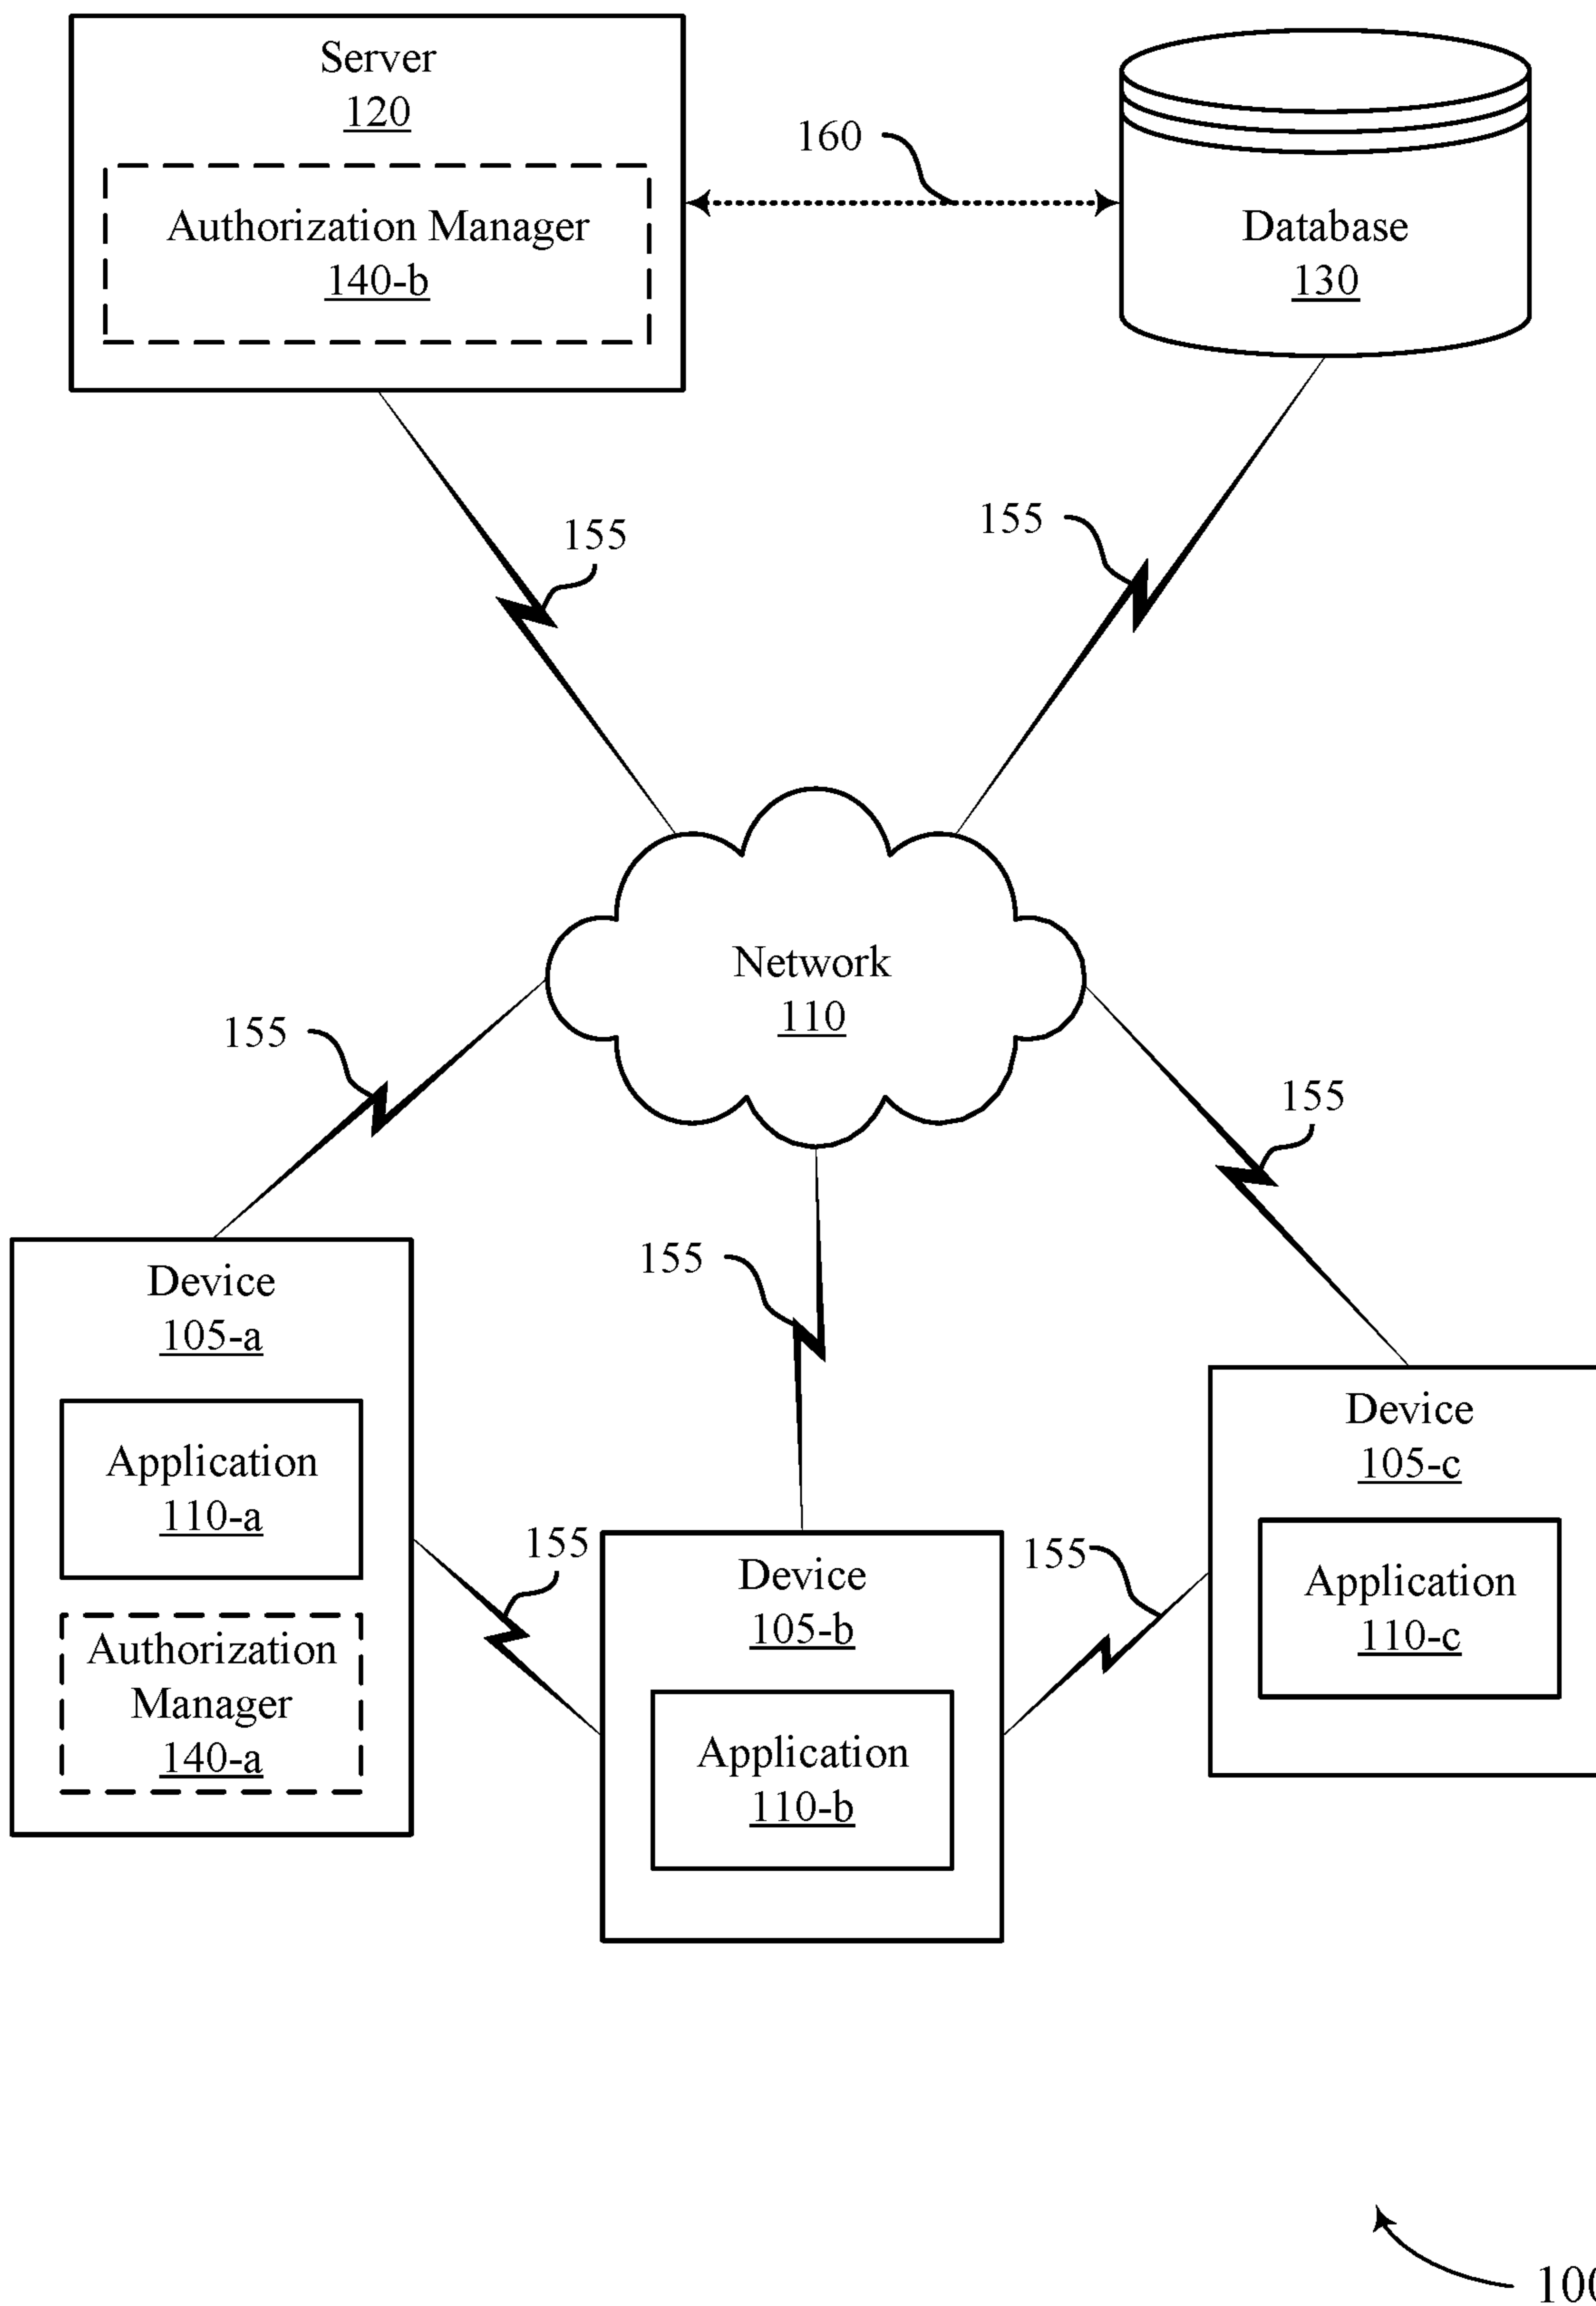 Server
120
Authorization Manager
140-b
160
Database
130
155
155
Network
110
155
155
155
Device
105-a
Application
110-a
Authorization
Manager
140-a
155
Device
105-b
Application
110-b
155
Device
105-c
Application
110-c
100